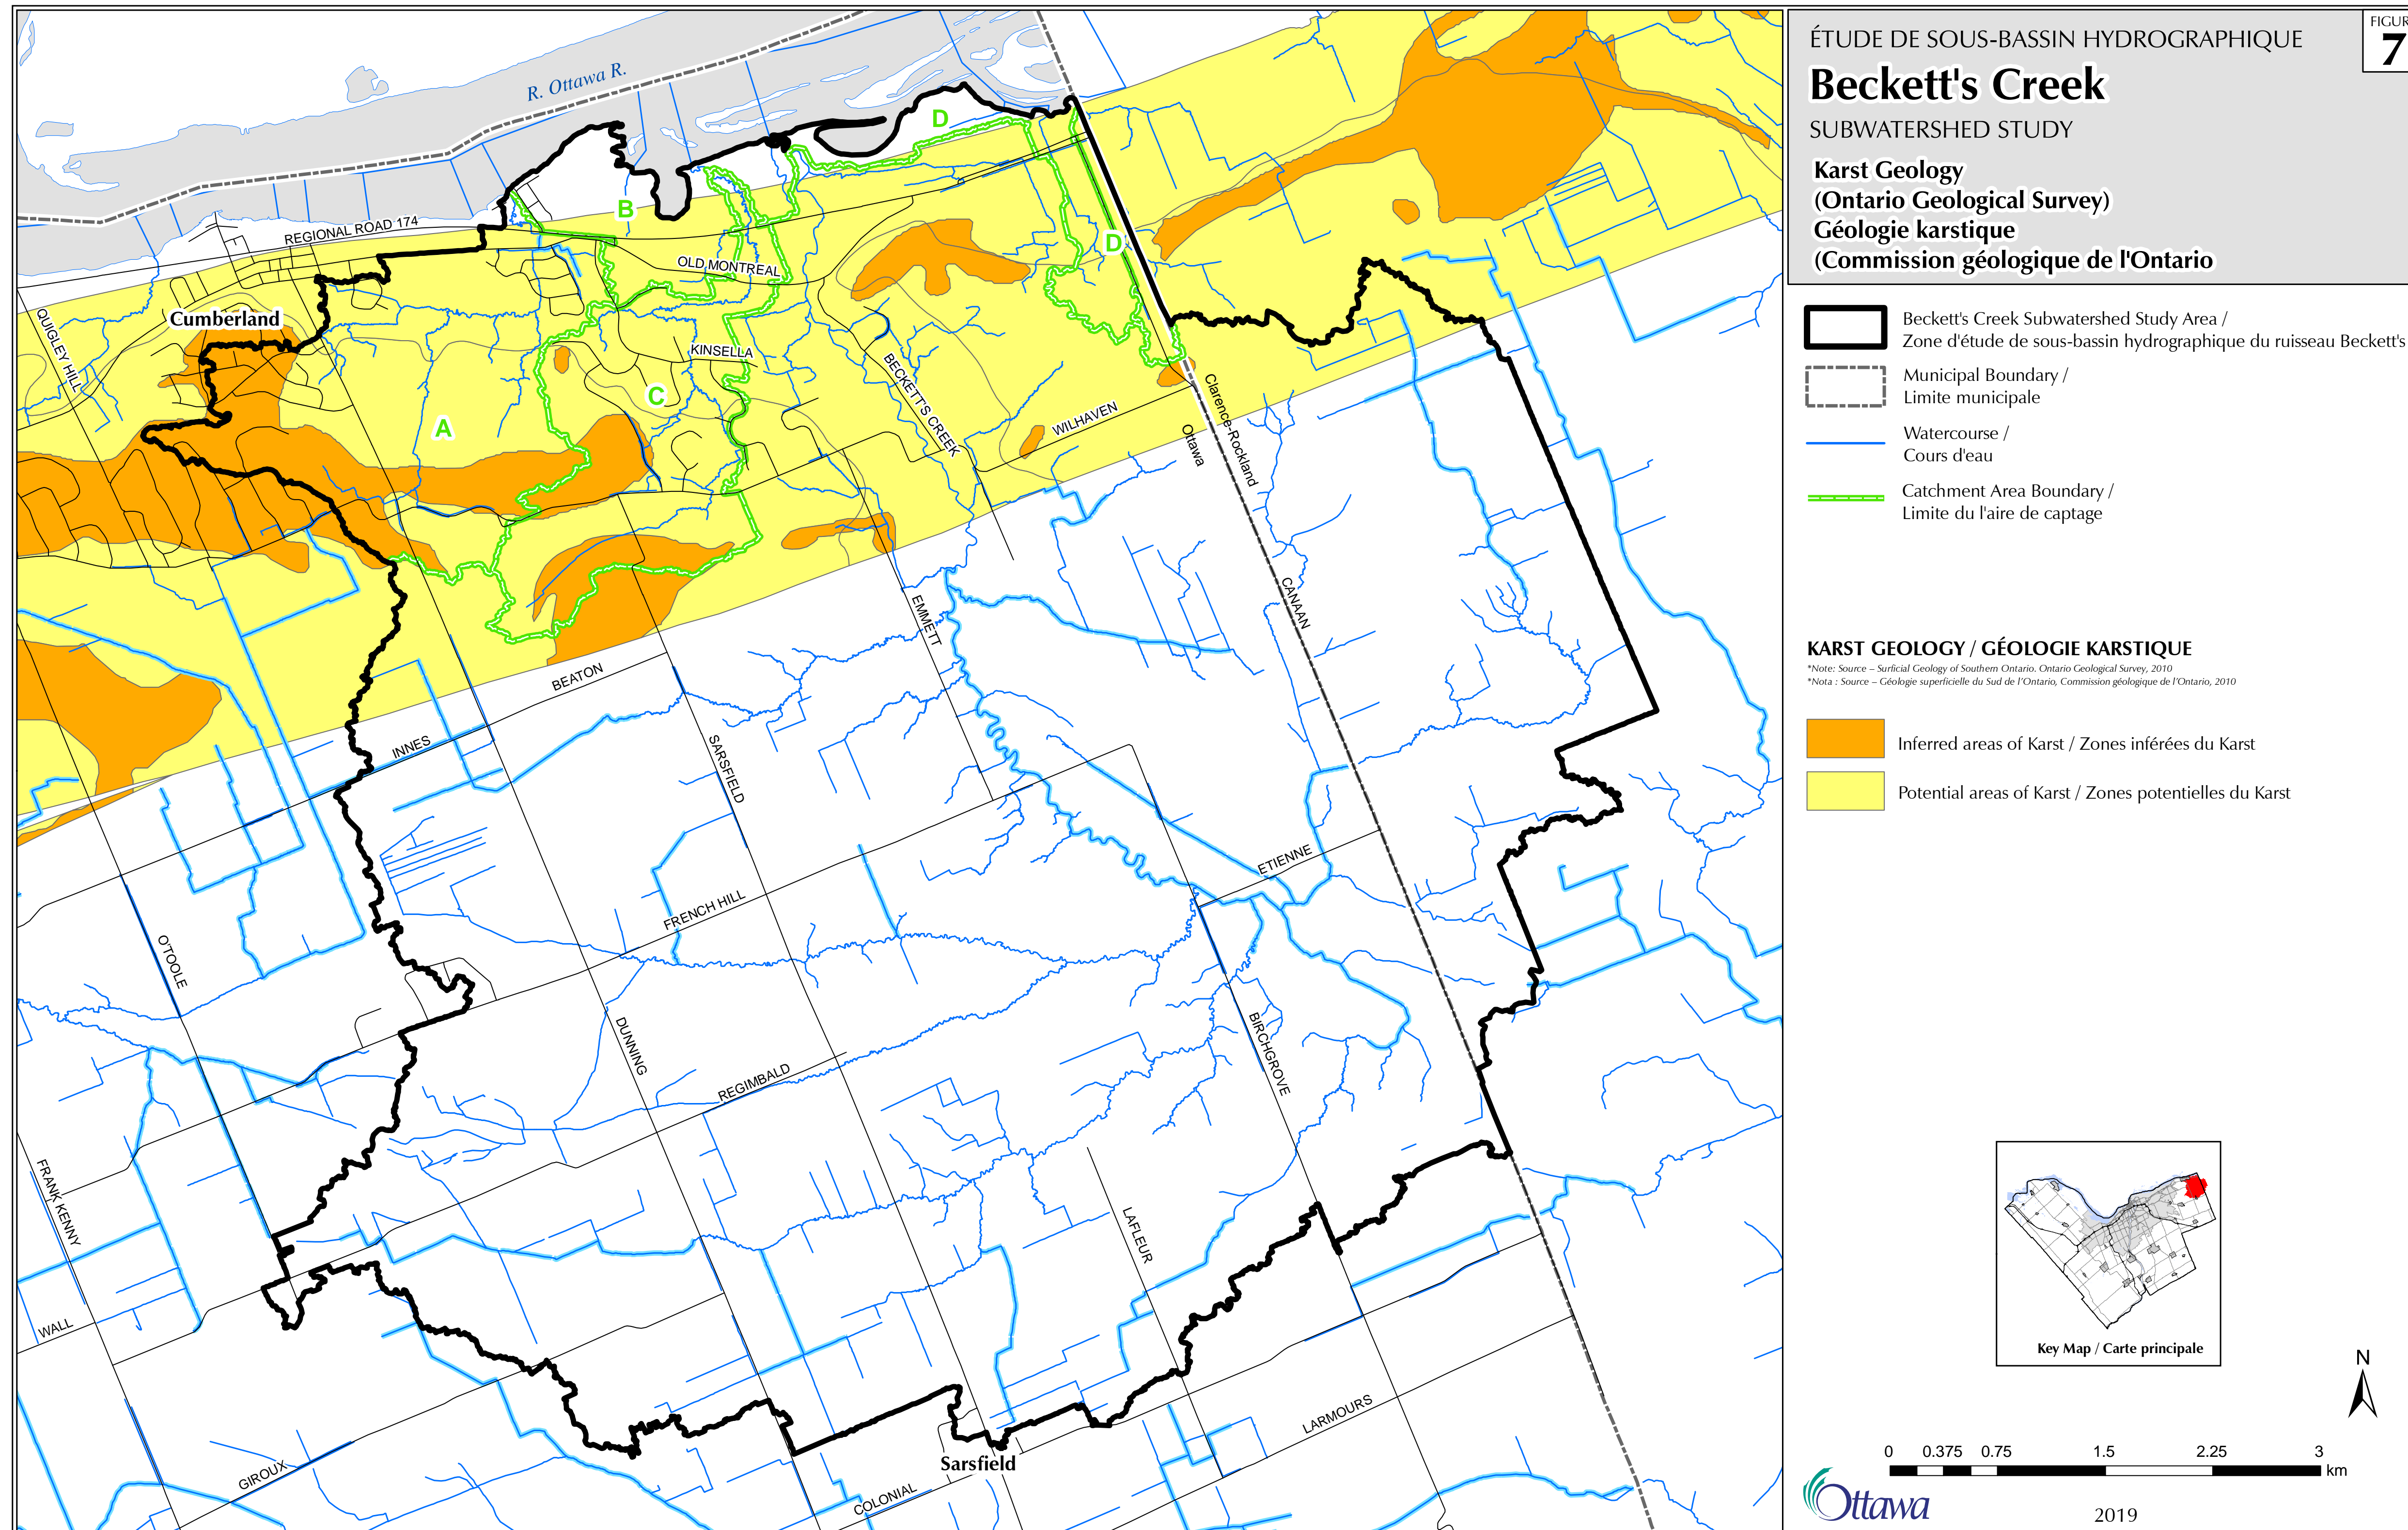 ÉTUDE DE SOUS-BASSIN HYDROGRAPHIQUE
Beckett's Creek
SUBWATERSHED STUDY
Karst Geology
(Ontario Geological Survey)
Géologie karstique
(Commission géologique de l'Ontario
FIGUR
7
Beckett's Creek Subwatershed Study Area /
Zone d'étude de sous-bassin hydrographique du ruisseau Beckett's
Municipal Boundary /
Limite municipale
Watercourse /
Cours d'eau
Catchment Area Boundary /
Limite du l'aire de captage
KARST GEOLOGY / GÉOLOGIE KARSTIQUE
*Note: Source – Surficial Geology of Southern Ontario. Ontario Geological Survey, 2010
*Nota : Source – Géologie superficielle du Sud de l'Ontario, Commission géologique de l'Ontario, 2010
Inferred areas of Karst / Zones inférées du Karst
Potential areas of Karst / Zones potentielles du Karst
Key Map / Carte principale
N
0 0.375 0.75 1.5 2.25 3
km
Ottawa
2019
R. Ottawa R.
D
B
REGIONAL ROAD 174
D
OLD MONTREAL
Cumberland
QUIGLEY HILL
KINSELLA
BECKETT'S CREEK
C
A
WILHAVEN
Clarence-Rockland
Ottawa
CANAAN
EMMETT
BEATON
INNES
SARSFIELD
ETIENNE
FRENCH HILL
O'TOOLE
DUNNING
BIRCHGROVE
REGIMBALD
FRANK KENNY
LAFLEUR
WALL
LARMOURS
Sarsfield
GIROUX
COLONIAL